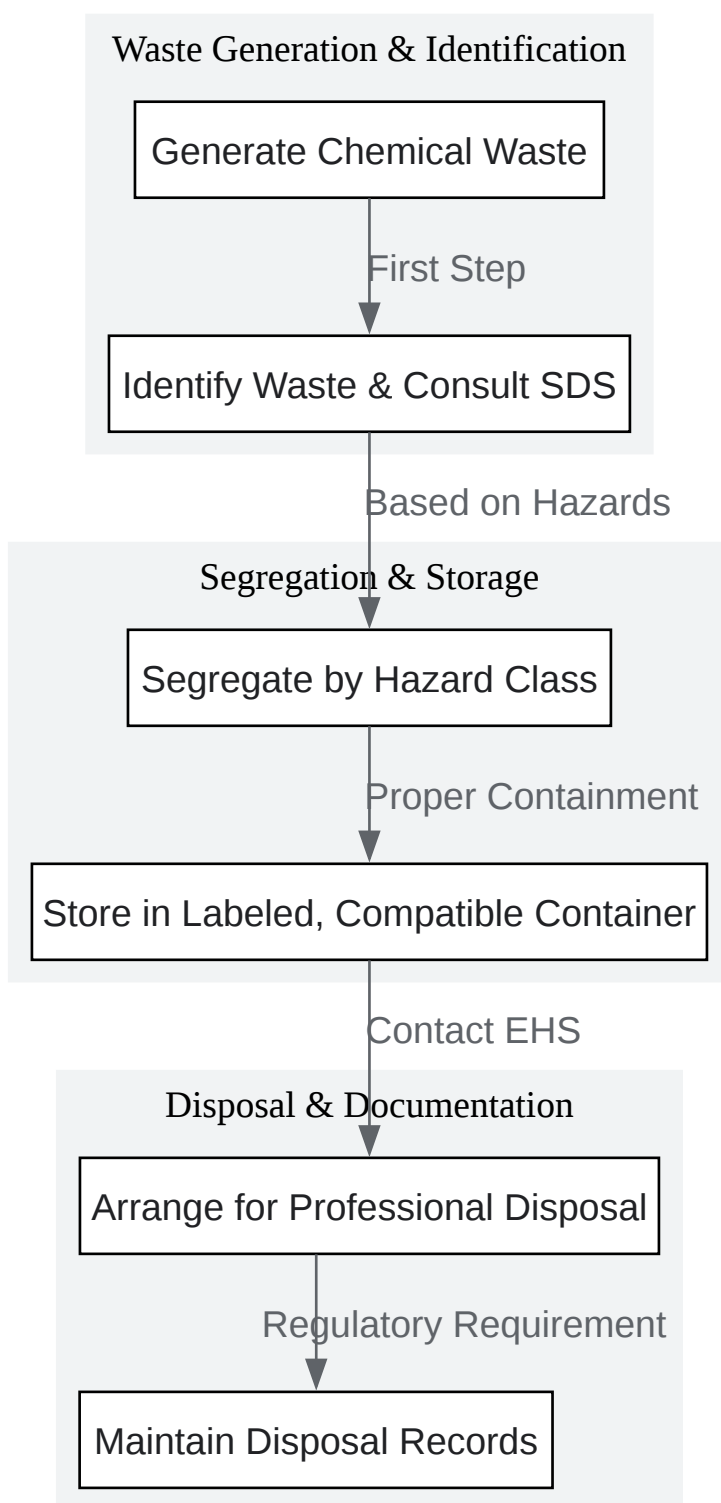 Waste Generation & Identification
Generate Chemical Waste
First Step
Identify Waste & Consult SDS
Based on Hazards
Segregation & Storage
Segregate by Hazard Class
Proper Containment
Store in Labeled, Compatible Container
Contact EHS
Disposal & Documentation
Arrange for Professional Disposal
Regulatory Requirement
Maintain Disposal Records